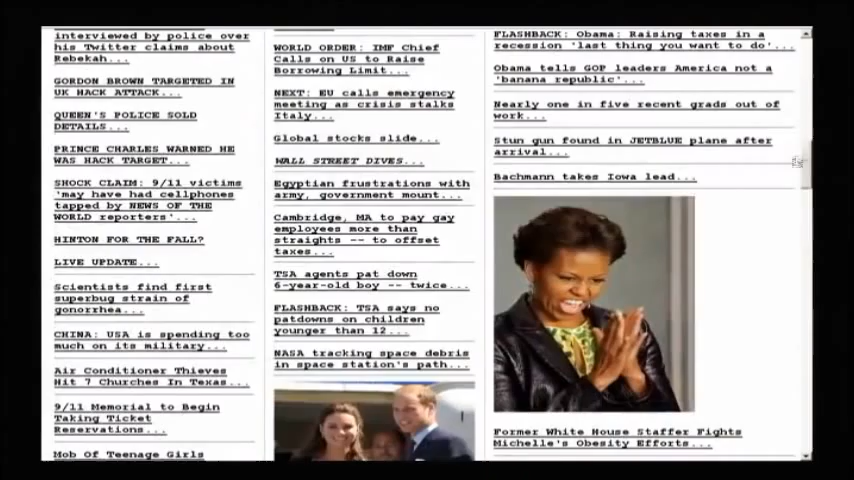 interviewed by police over
his Twitter claims about
Rebekah...
GORDON BROWN TARGETED IN
UK HACK ATTACK...
QUEEN'S POLICE SOLD
DETAILS...
PRINCE CHARLES WARNED HE
WAS HACK TARGET...
SHOCK CLAIM: 9/11 victims
'may have had cellphones
tapped by NEWS OF THE
WORLD reporters'...
HINTON FOR THE FALL?
LIVE UPDATE...
Scientists find first
superbug strain of
gonorrhea...
CHINA: USA is spending too
much on its military...
Air Conditioner Thieves
Hit 7 Churches In Texas...
9/11 Memorial to Begin
Taking Ticket
Reservations...
Mob Of Teenage Girls
WORLD ORDER: IMF Chief
Calls on US to Raise
Borrowing Limit...
NEXT: EU calls emergency
meeting as crisis stalks
Italy...
Global stocks slide...
WALL STREET DIVES...
Egyptian frustrations with
army, government mount...
Cambridge, MA to pay gay
employees more than
straights -- to offset
taxes...
TSA agents pat down
6-year-old boy -- twice...
FLASHBACK: TSA says no
patdowns on children
younger than 12...
NASA tracking space debris
in space station's path...
FLASHBACK: Obama: Raising taxes in a
recession 'last thing you want to do'...
Obama tells GOP leaders America not a
'banana republic'...
Nearly one in five recent grads out of
work...
Stun gun found in JETBLUE plane after
arrival...
Bachmann takes Iowa lead...
Former White House Staffer Fights
Michelle's Obesity Efforts...